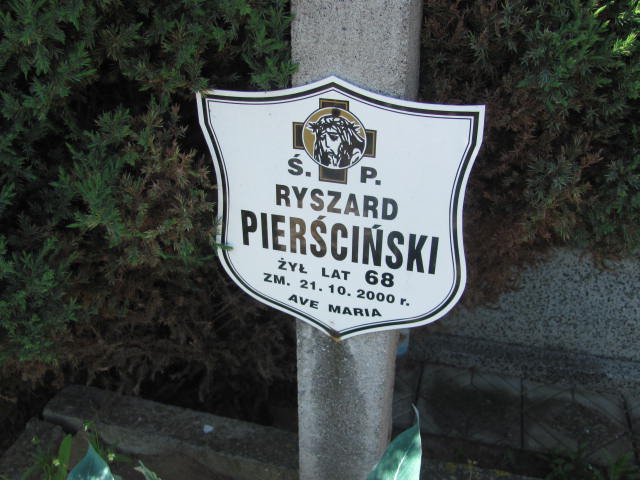 Ś. P.
RYSZARD
PIERŚCIŃSKI
ŻYŁ LAT 68
ZM. 21. 10. 2000 r.
AVE MARIA